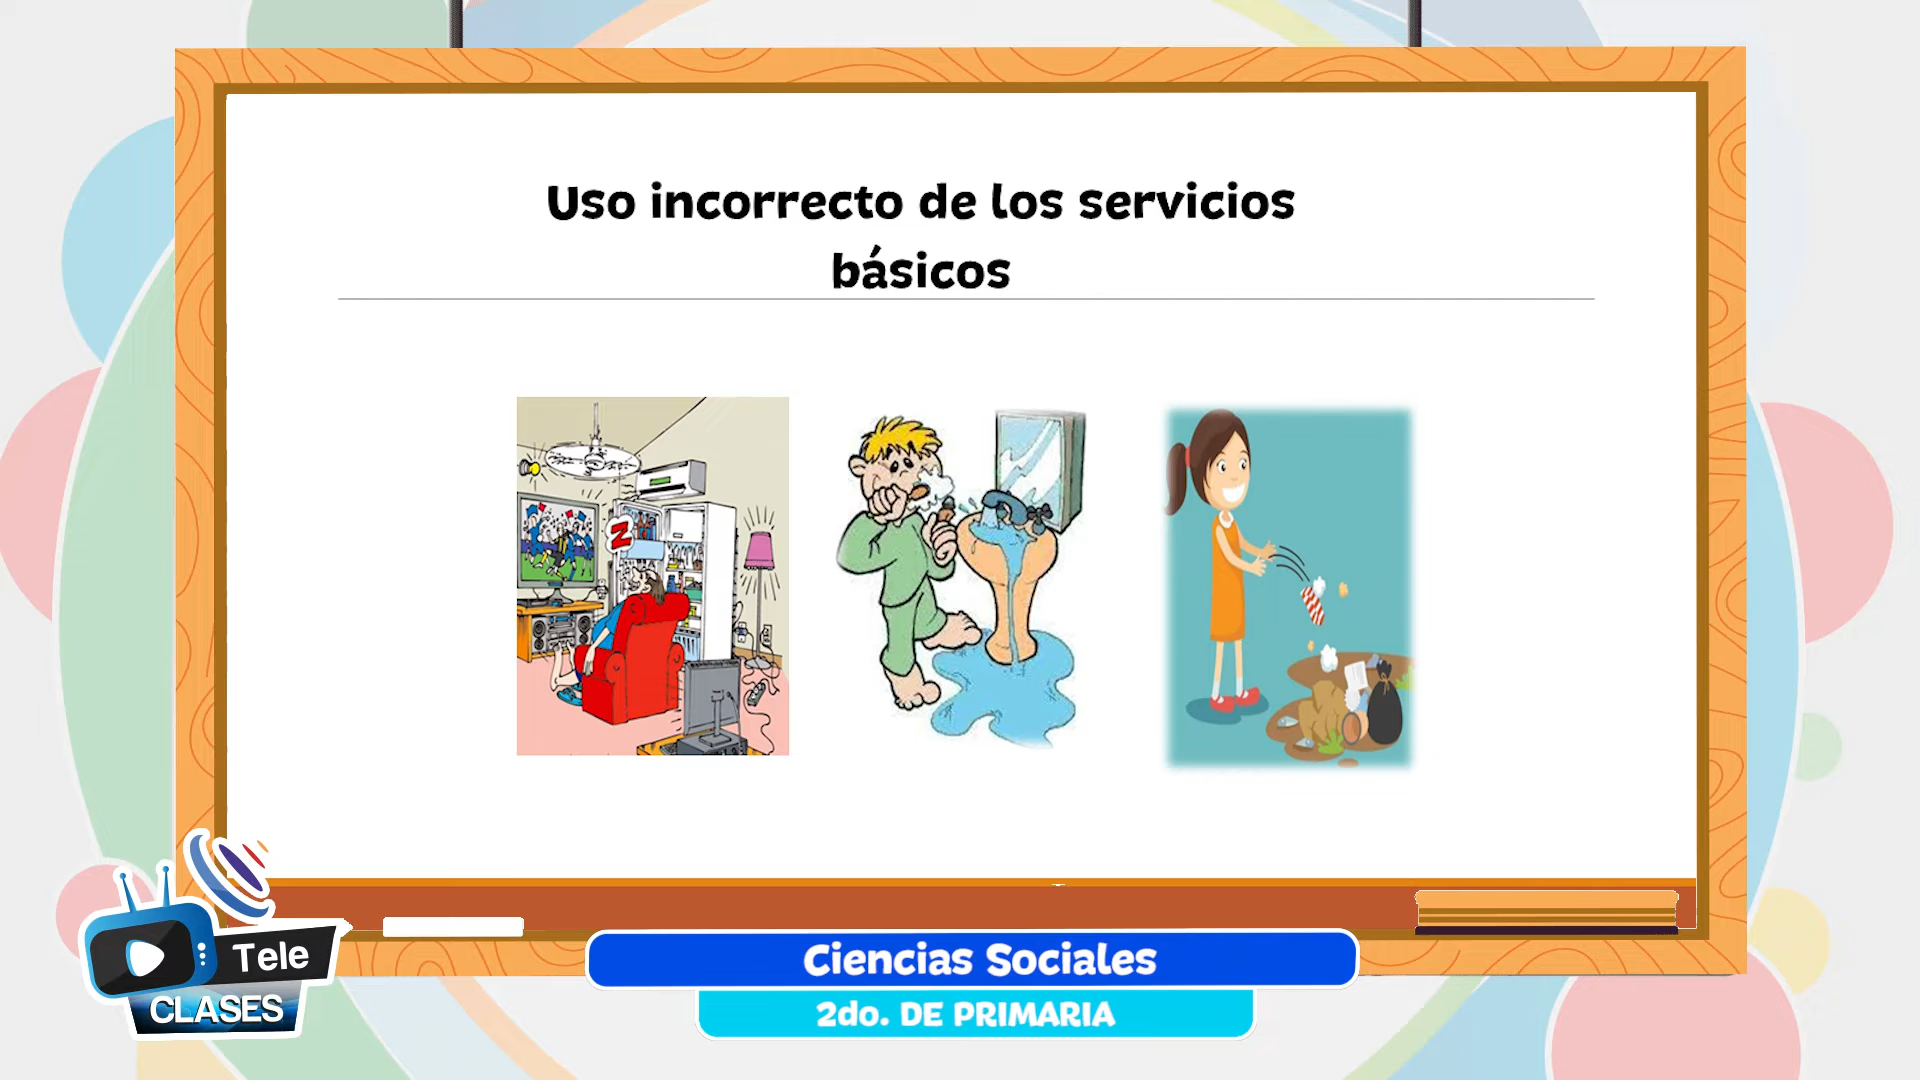 Uso incorrecto de los servicios
básicos
Z
Tele
CLASES
Ciencias Sociales
2do. DE PRIMARIA